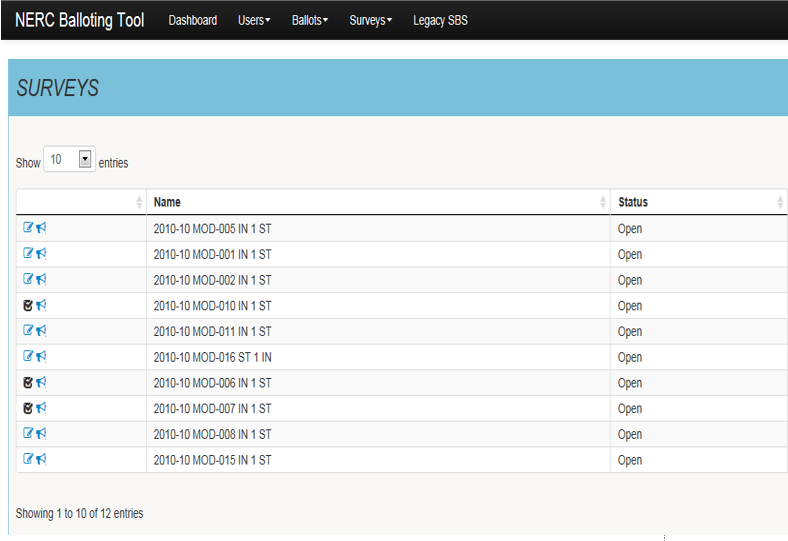 NERC Balloting Tool Dashboard Users Ballots Surveys Legacy SBS
SURVEYS
Show 10 entries
Name Status
2010-10 MOD-005 IN 1 ST Open
2010-10 MOD-001 IN 1 ST Open
2010-10 MOD-002 IN 1 ST Open
2010-10 MOD-010 IN 1 ST Open
2010-10 MOD-011 IN 1 ST Open
2010-10 MOD-016 ST 1 IN Open
2010-10 MOD-006 IN 1 ST Open
2010-10 MOD-007 IN 1 ST Open
2010-10 MOD-008 IN 1 ST Open
2010-10 MOD-015 IN 1 ST Open
Showing 1 to 10 of 12 entries